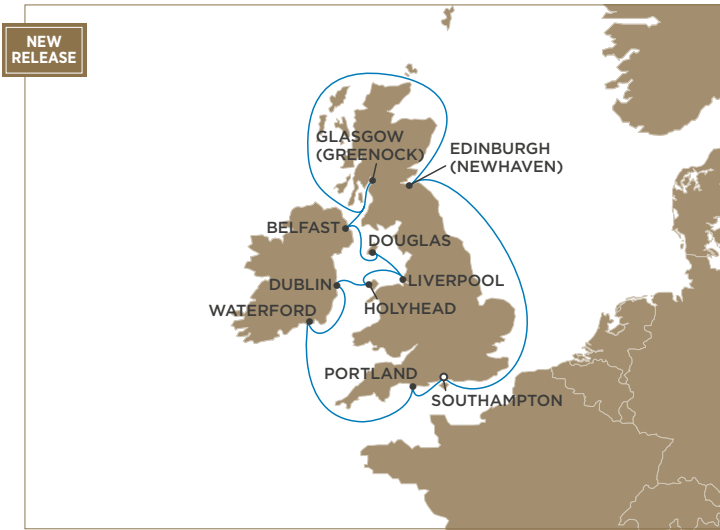 NEW
RELEASE
GLASGOW
(GREENOCK)
EDINBURGH
(NEWHAVEN)
BELFAST
DOUGLAS
DUBLIN
LIVERPOOL
WATERFORD
HOLYHEAD
PORTLAND
SOUTHAMPTON